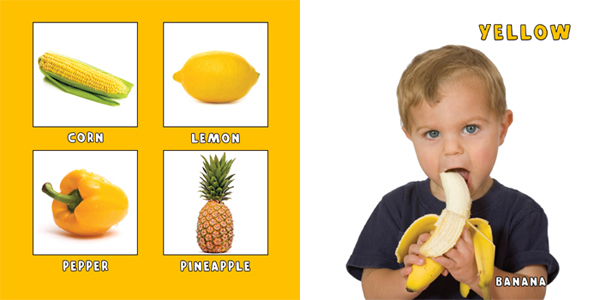 CORN
LEMON
PEPPER
PINEAPPLE
YELLOW
BANANA